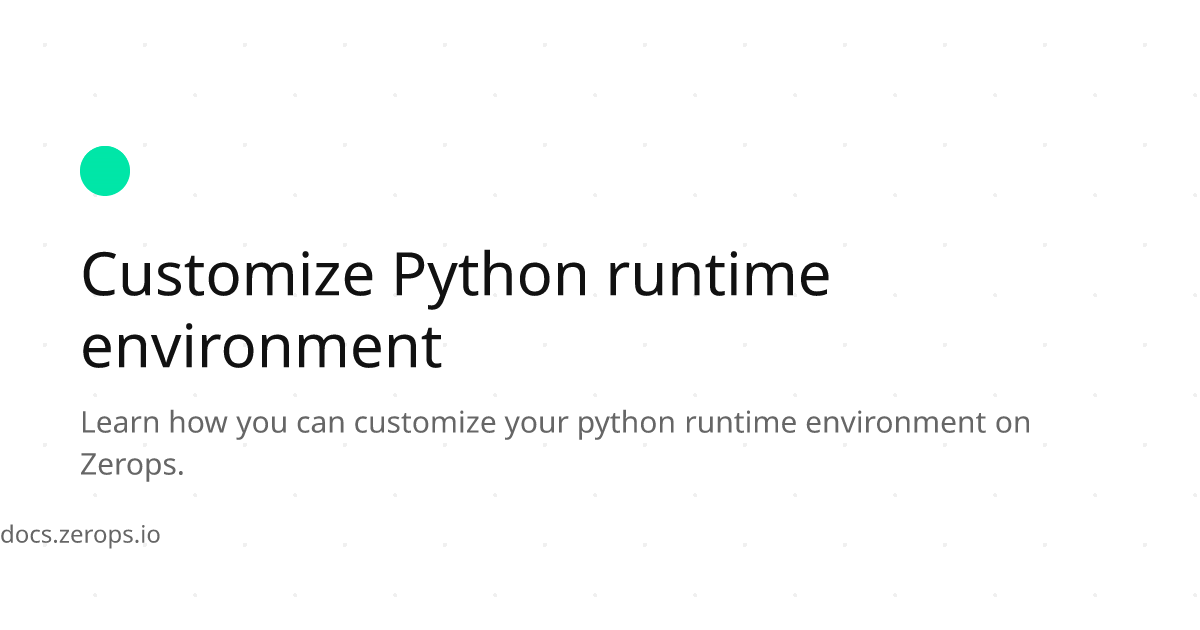 Customize Python runtime
environment
Learn how you can customize your python runtime environment on
Zerops.
docs.zerops.io